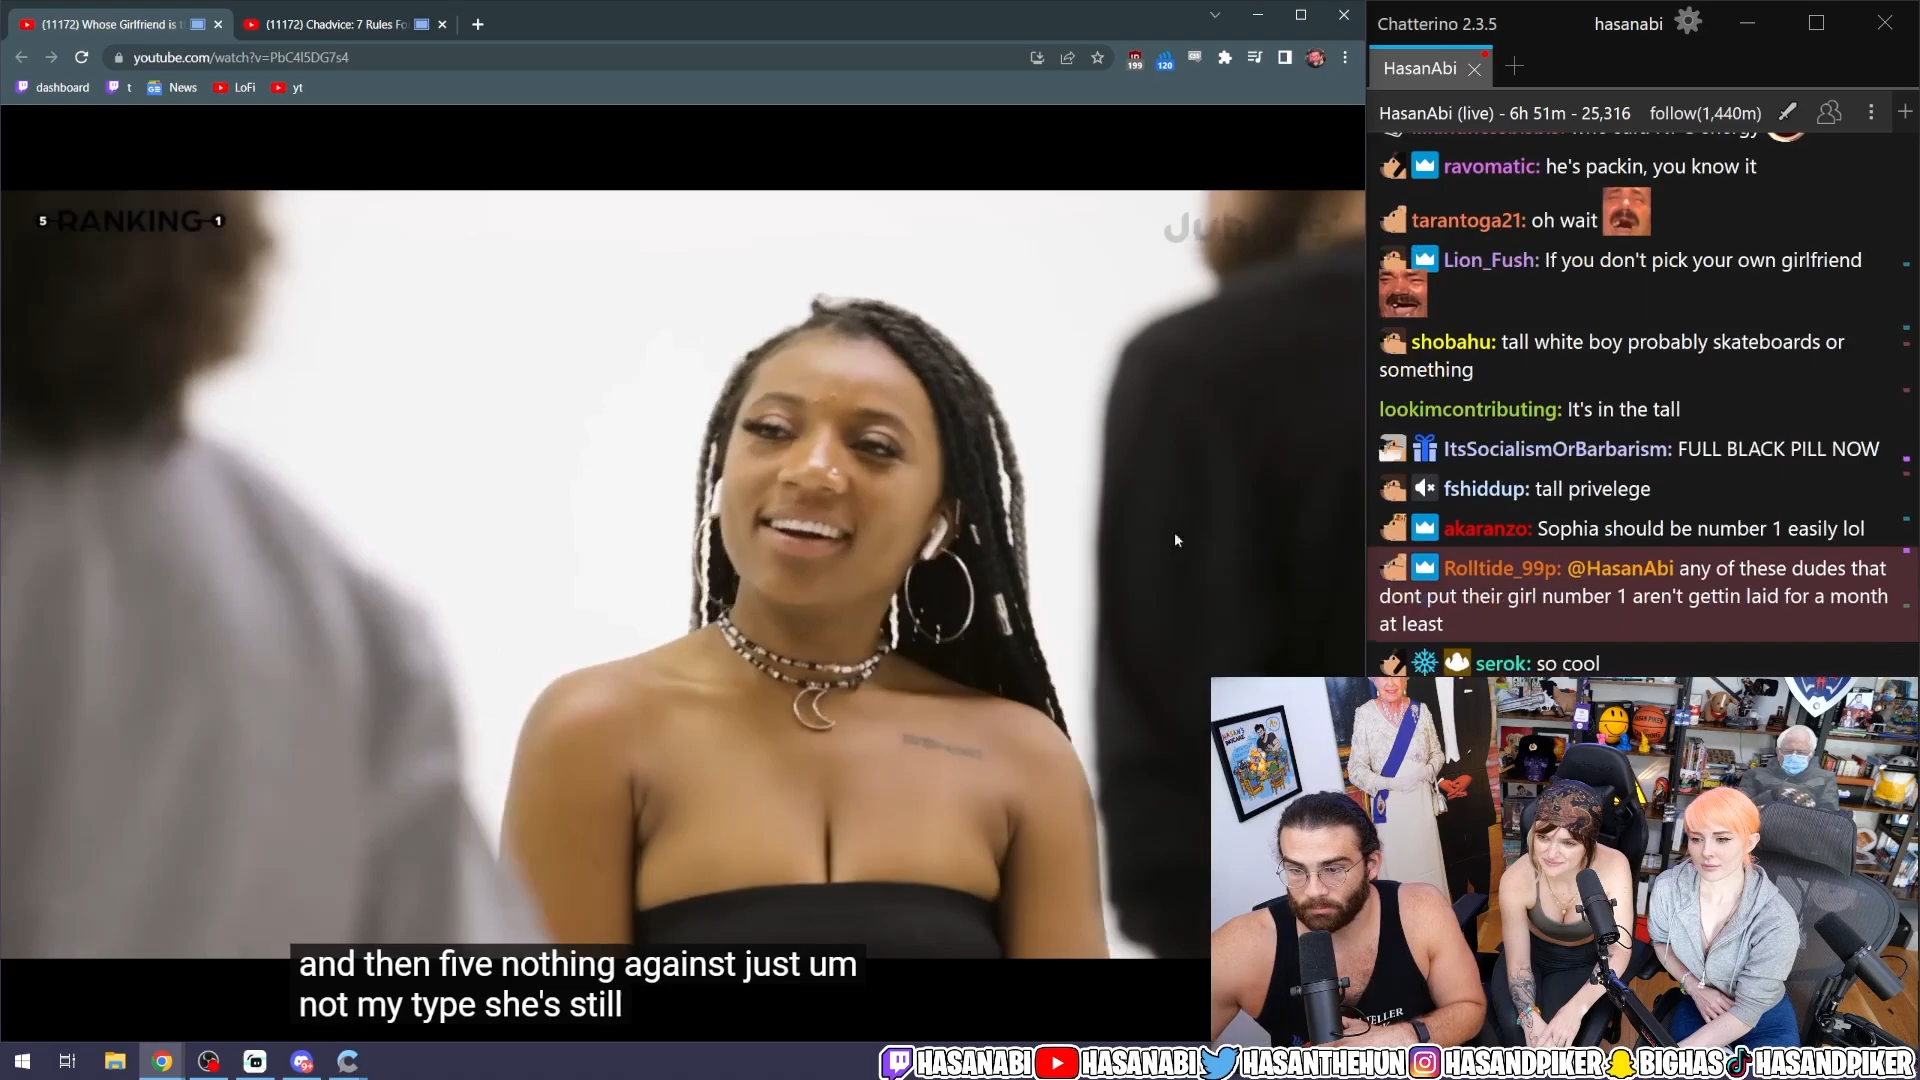 (11172) Whose Girlfriend is
(11172) Chadvice: 7 Rules Fo
youtube.com/watch?v=PbC4l5DG7s4
199
120
dashboard
t
News
LoFi
yt
5 RANKING 1
and then five nothing against just um
not my type she's still
Chatterino 2.3.5
hasanabi
HasanAbi
HasanAbi (live) - 6h 51m - 25,316
follow(1,440m)
ravomatic: he's packin, you know it
tarantoga21: oh wait
Lion_Fush: If you don't pick your own girlfriend
shobahu: tall white boy probably skateboards or
something
lookimcontributing: It's in the tall
ItsSocialismOrBarbarism: FULL BLACK PILL NOW
fshiddup: tall privelege
akaranzo: Sophia should be number 1 easily lol
Rolltide_99p: @HasanAbi any of these dudes that
dont put their girl number 1 aren't gettin laid for a month
at least
serok: so cool
HASANABI
HASANABI
HASANTHEHUN
HASANDPIKER
BIGHAS
HASANDPIKER